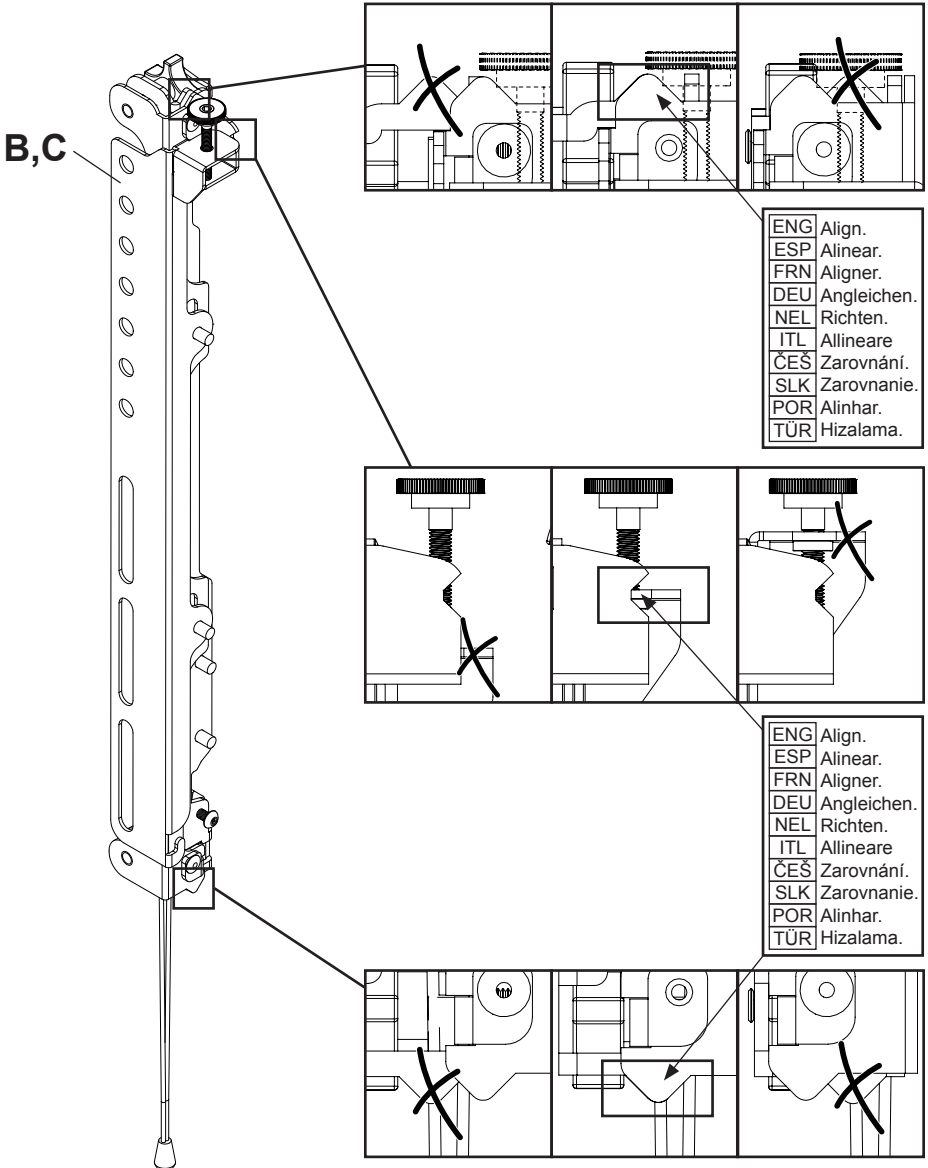 B,C
ENG Align.
ESP Alinear.
FRN Aligner.
DEU Angleichen.
NEL Richten.
ITL Allineare
ČEŠ Zarovnání.
SLK Zarovnanie.
POR Alinhar.
TÜR Hizalama.
ENG Align.
ESP Alinear.
FRN Aligner.
DEU Angleichen.
NEL Richten.
ITL Allineare
ČEŠ Zarovnání.
SLK Zarovnanie.
POR Alinhar.
TÜR Hizalama.